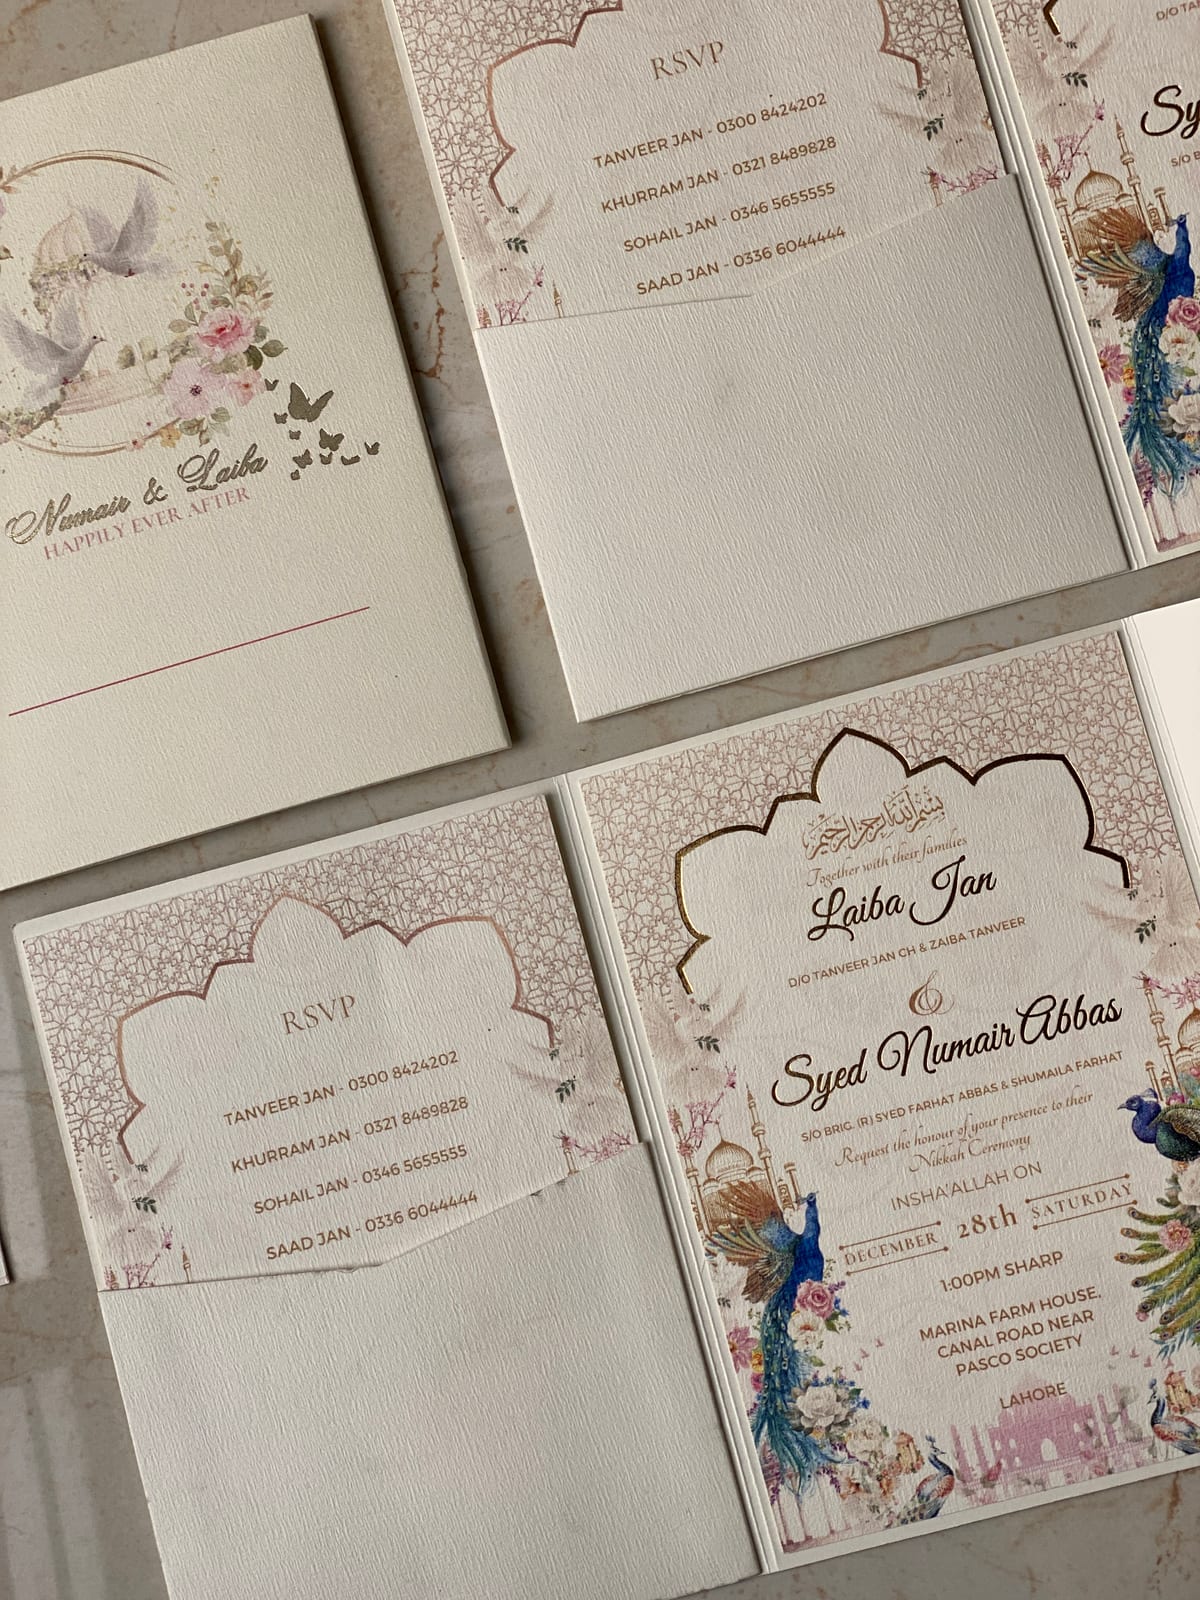 Numair & Laiba
HAPPILY EVER AFTER
RSVP
TANVEER JAN - 0300 8424202
KHURRAM JAN - 0321 8489828
SOHAIL JAN - 0346 5655555
SAAD JAN - 0336 6044444
D/O TA
Sy
S/O B
RSVP
TANVEER JAN - 0300 8424202
KHURRAM JAN - 0321 8489828
SOHAIL JAN - 0346 5655555
SAAD JAN - 0336 6044444
بسم الله الرحمن الرحيم
Together with their families
Laiba Jan
D/O TANVEER JAN CH & ZAIBA TANVEER
&
Syed Numair Abbas
S/O BRIG. (R) SYED FARHAT ABBAS & SHUMAILA FARHAT
Request the honour of your presence to their
Nikkah Ceremony
INSHA'ALLAH ON
DECEMBER 28th SATURDAY
1:00PM SHARP
MARINA FARM HOUSE,
CANAL ROAD NEAR
PASCO SOCIETY
LAHORE